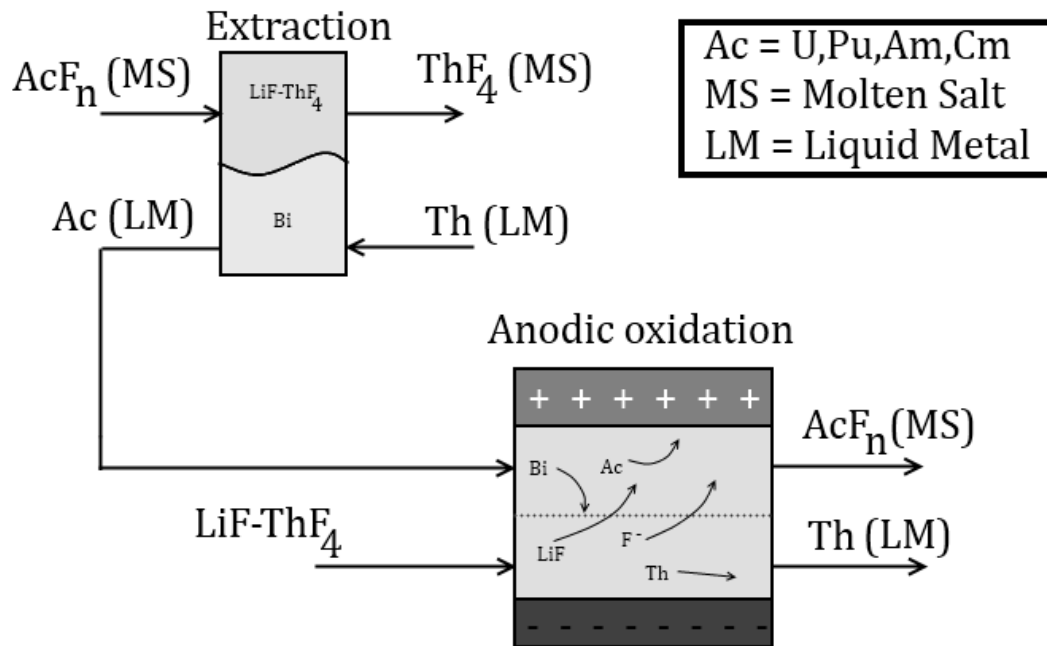 Extraction
AcFn (MS)
LiF-ThF4
ThF4 (MS)
Ac (LM)
Bi
Th (LM)
Ac = U,Pu,Am,Cm
MS = Molten Salt
LM = Liquid Metal
Anodic oxidation
+ + + + + +
Bi
Ac
LiF
F-
Th
LiF-ThF4
AcFn(MS)
Th (LM)
- - - - - - - -